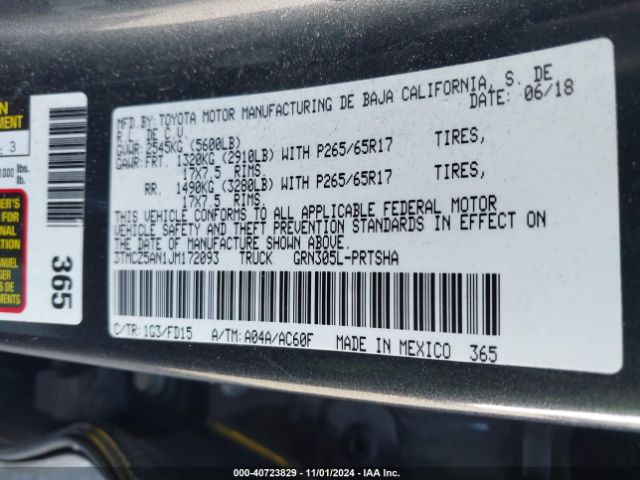 MFD.BY:TOYOTA MOTOR MANUFACTURING DE BAJA CALIFORNIA, S. DE
R.L. DE C.V. DATE: 06/18
GVWR: 2545KG (5600LB)
GAWR: FRT. 1320KG (2910LB) WITH P265/65R17 TIRES,
17X7.5 RIMS,
RR. 1490KG (3280LB) WITH P265/65R17 TIRES,
17X7.5 RIMS.
THIS VEHICLE CONFORMS TO ALL APPLICABLE FEDERAL MOTOR
VEHICLE SAFETY AND THEFT PREVENTION STANDARDS IN EFFECT ON
THE DATE OF MANUFACTURE SHOWN ABOVE.
3TMCZ5AN1JM172093 TRUCK GRN305L-PRTSHA
C/TR: 1G3/FD15 A/TM: A04A/AC60F MADE IN MEXICO 365
365
000-40723829 - 11/01/2024 - IAA Inc.